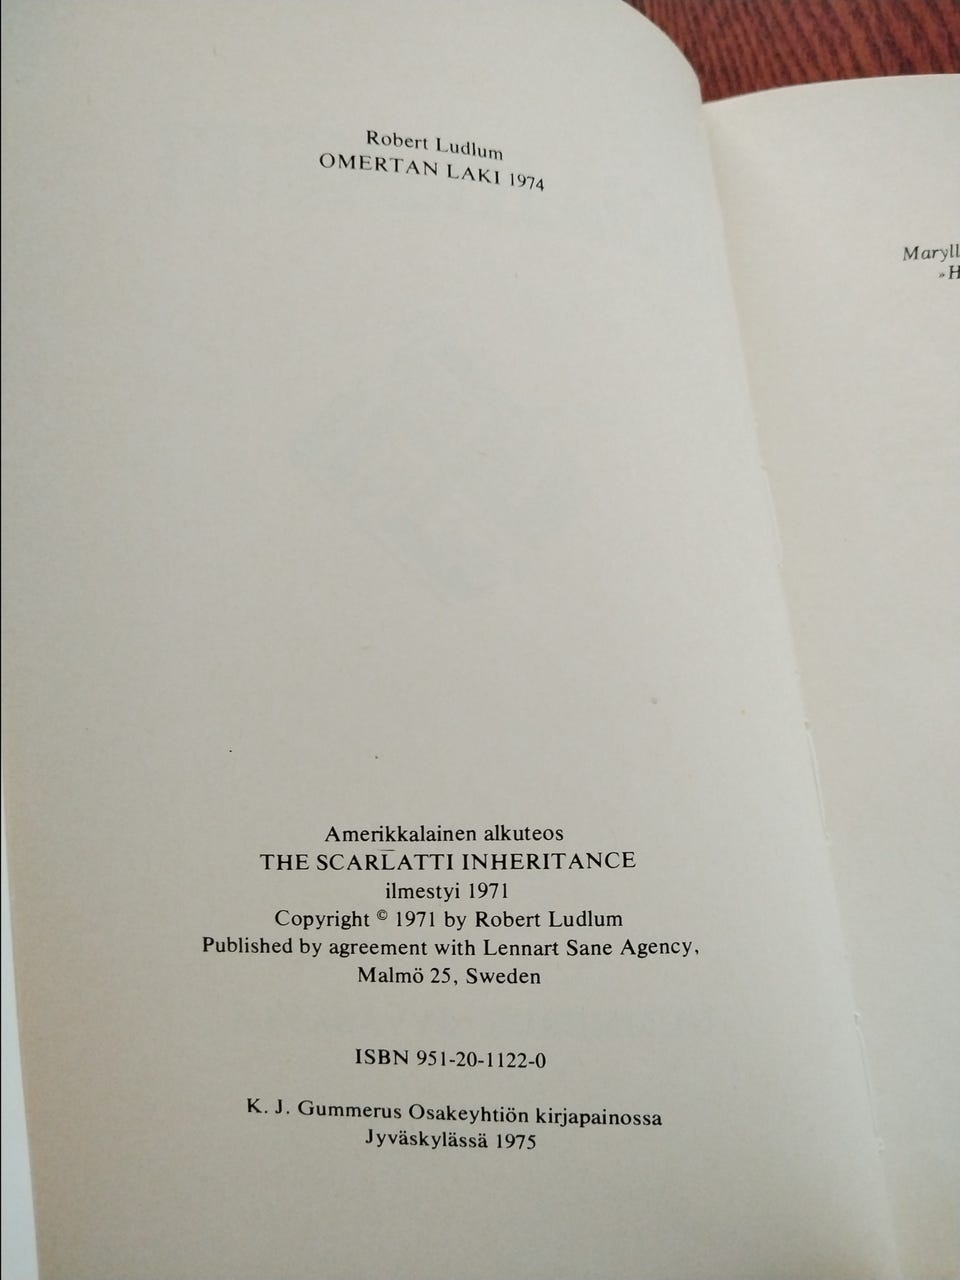 Robert Ludlum
OMERTAN LAKI 1974
Amerikkalainen alkuteos
THE SCARLATTI INHERITANCE
ilmestyi 1971
Copyright © 1971 by Robert Ludlum
Published by agreement with Lennart Sane Agency,
Malmö 25, Sweden
ISBN 951-20-1122-0
K. J. Gummerus Osakeyhtiön kirjapainossa
Jyväskylässä 1975
Maryll
»H